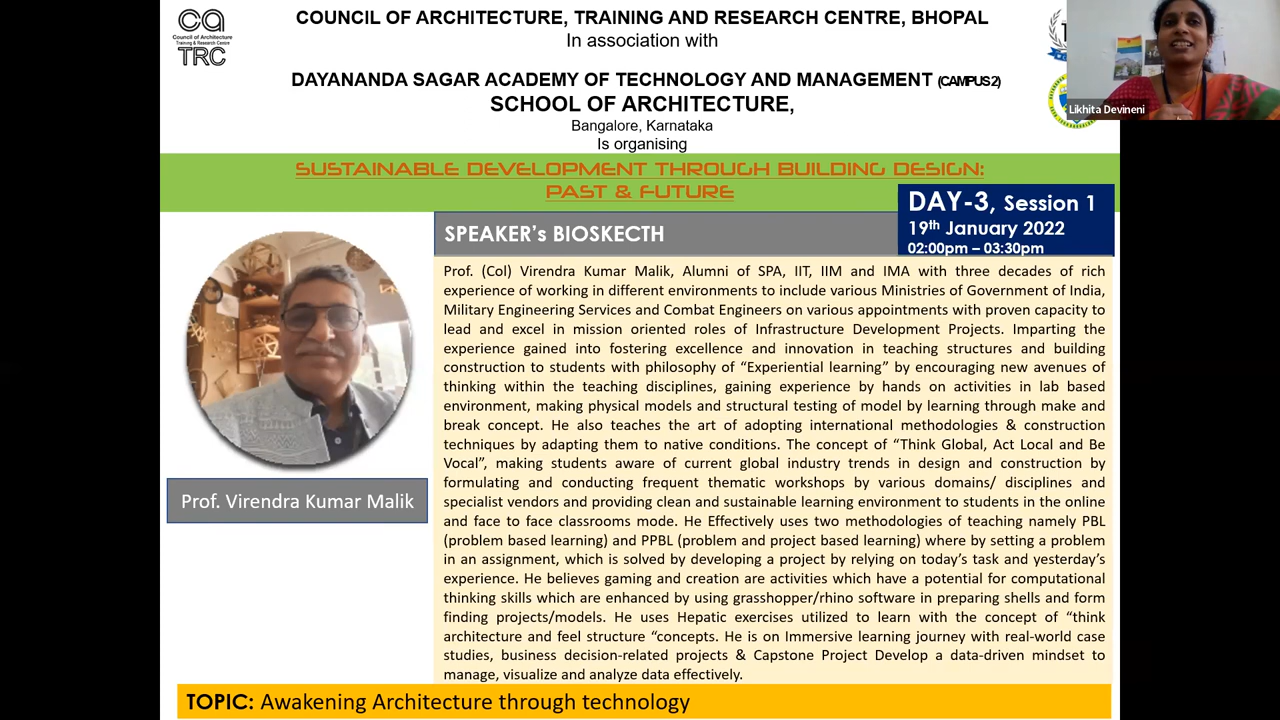 ca
Council of Architecture
Training & Research Centre
TRC
COUNCIL OF ARCHITECTURE, TRAINING AND RESEARCH CENTRE, BHOPAL
In association with
DAYANANDA SAGAR ACADEMY OF TECHNOLOGY AND MANAGEMENT (CAMPUS 2)
SCHOOL OF ARCHITECTURE,
Bangalore, Karnataka
Is organising
Likhita Devineni
SUSTAINABLE DEVELOPMENT THROUGH BUILDING DESIGN:
PAST & FUTURE
DAY-3, Session 1
19th January 2022
02:00pm – 03:30pm
SPEAKER's BIOSKECTH
Prof. (Col) Virendra Kumar Malik, Alumni of SPA, IIT, IIM and IMA with three decades of rich
experience of working in different environments to include various Ministries of Government of India,
Military Engineering Services and Combat Engineers on various appointments with proven capacity to
lead and excel in mission oriented roles of Infrastructure Development Projects. Imparting the
experience gained into fostering excellence and innovation in teaching structures and building
construction to students with philosophy of “Experiential learning” by encouraging new avenues of
thinking within the teaching disciplines, gaining experience by hands on activities in lab based
environment, making physical models and structural testing of model by learning through make and
break concept. He also teaches the art of adopting international methodologies & construction
techniques by adapting them to native conditions. The concept of “Think Global, Act Local and Be
Vocal”, making students aware of current global industry trends in design and construction by
formulating and conducting frequent thematic workshops by various domains/ disciplines and
specialist vendors and providing clean and sustainable learning environment to students in the online
and face to face classrooms mode. He Effectively uses two methodologies of teaching namely PBL
(problem based learning) and PPBL (problem and project based learning) where by setting a problem
in an assignment, which is solved by developing a project by relying on today’s task and yesterday’s
experience. He believes gaming and creation are activities which have a potential for computational
thinking skills which are enhanced by using grasshopper/rhino software in preparing shells and form
finding projects/models. He uses Hepatic exercises utilized to learn with the concept of “think
architecture and feel structure “concepts. He is on Immersive learning journey with real-world case
studies, business decision-related projects & Capstone Project Develop a data-driven mindset to
manage, visualize and analyze data effectively.
Prof. Virendra Kumar Malik
TOPIC: Awakening Architecture through technology